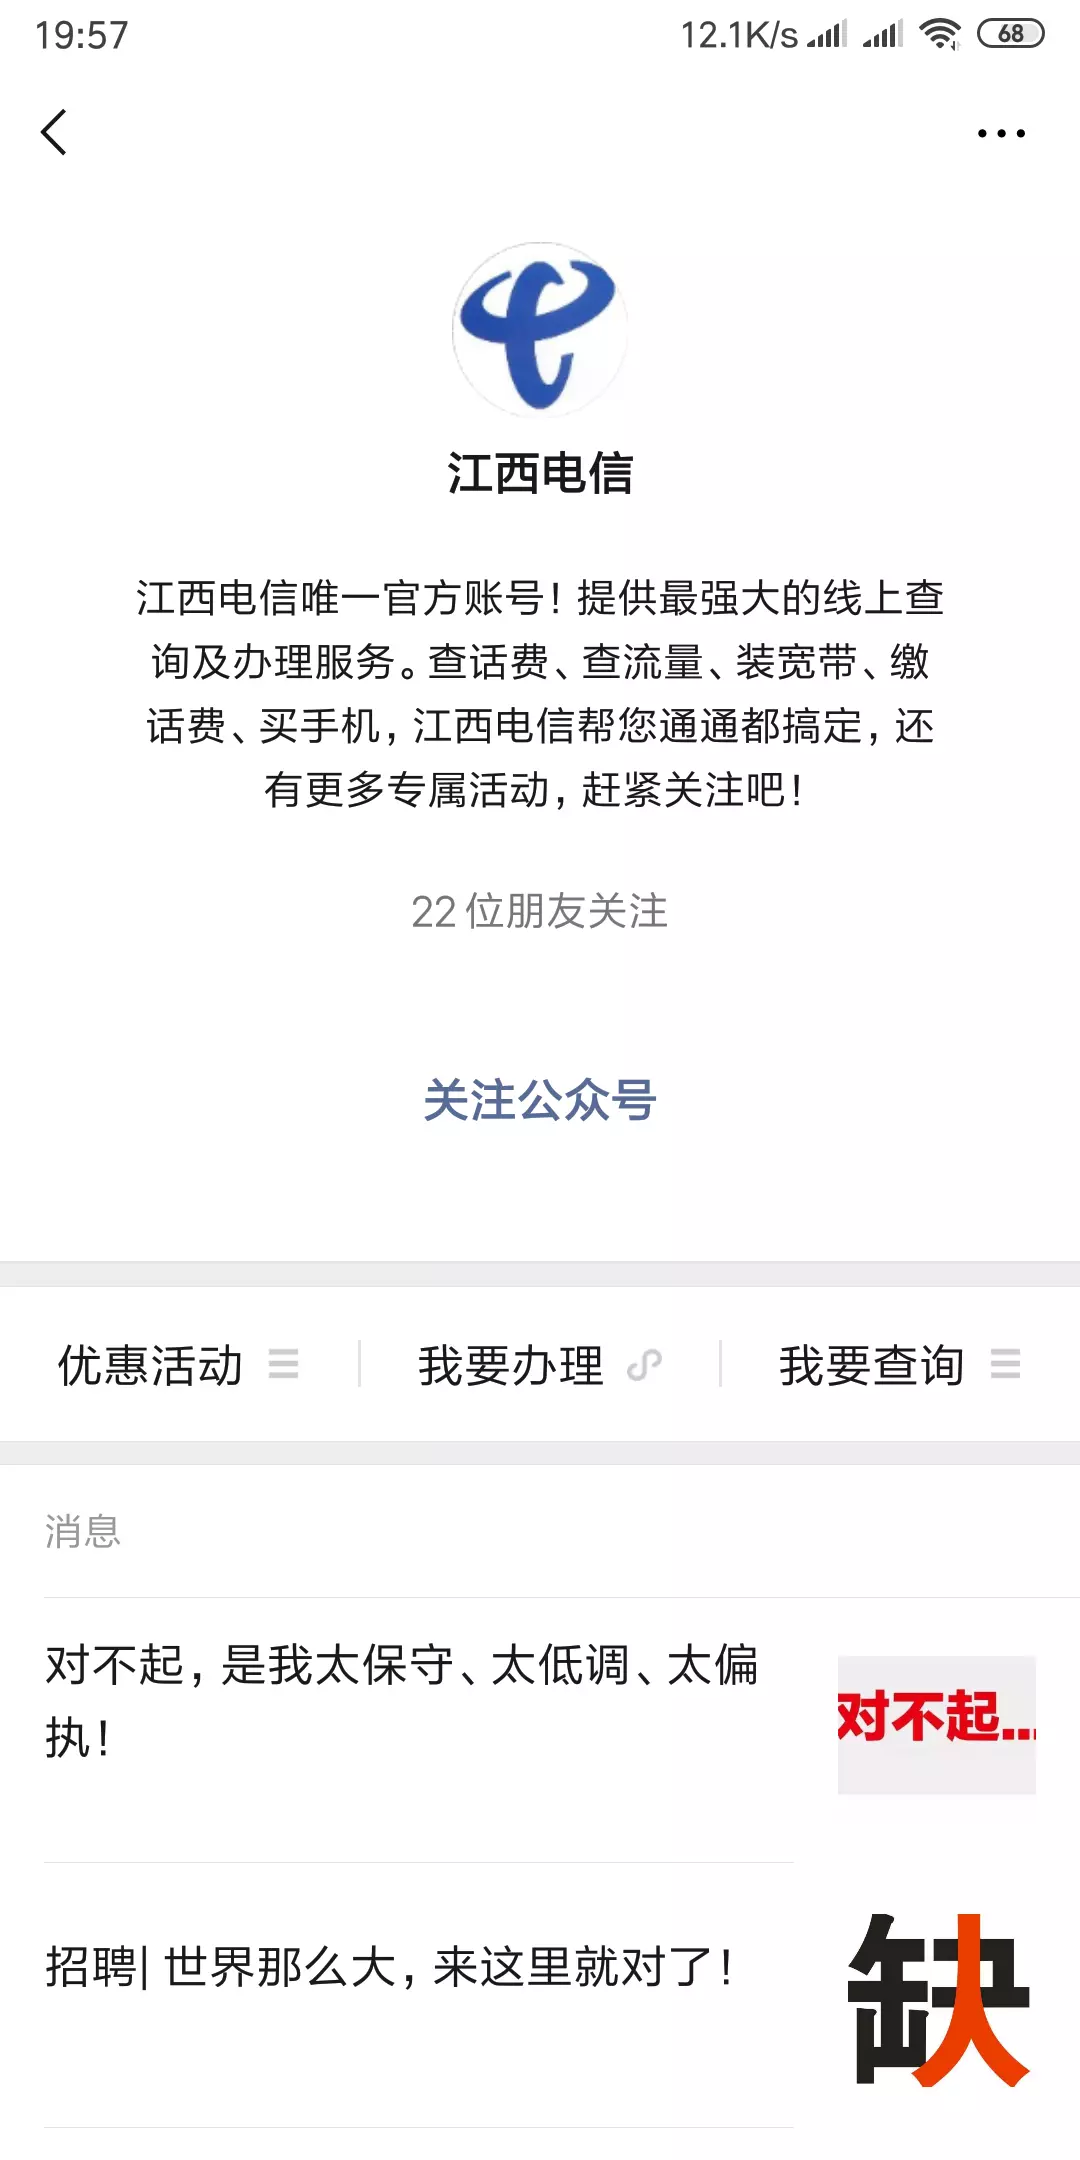 19:57
12.1K/s
68
江西电信
江西电信唯一官方账号！提供最强大的线上查
询及办理服务。查话费、查流量、装宽带、缴
话费、买手机，江西电信帮您通通都搞定，还
有更多专属活动，赶紧关注吧！
22位朋友关注
关注公众号
优惠活动
我要办理
我要查询
消息
对不起，是我太保守、太低调、太偏
执！
对不起...
招聘| 世界那么大，来这里就对了！
缺